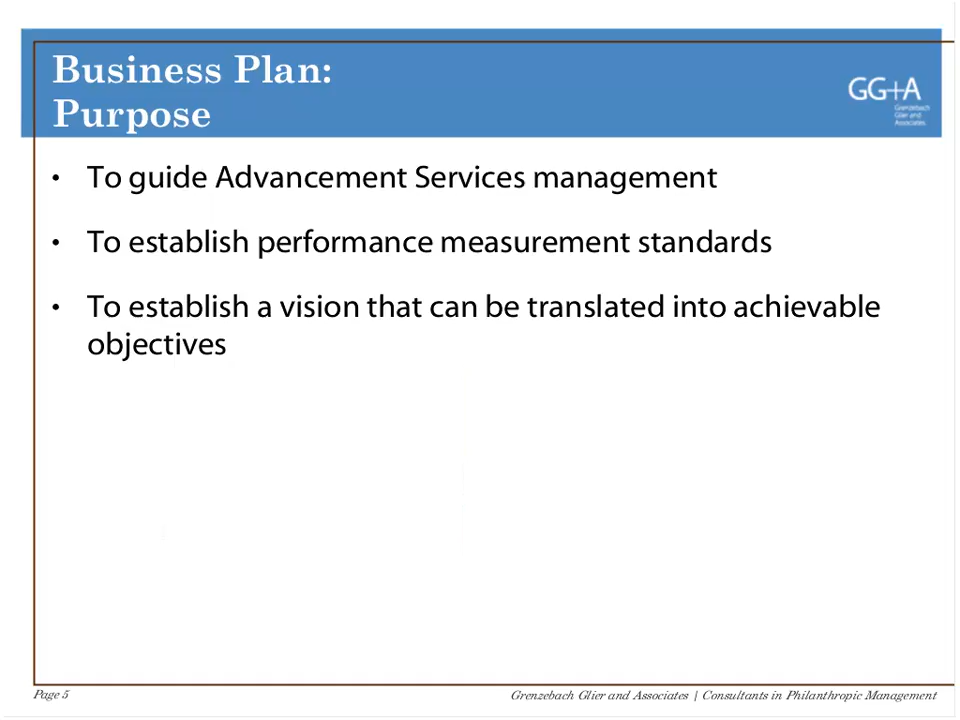 Business Plan:
Purpose
GG+A
Grenzebach
Glier and
Associates.
• To guide Advancement Services management
• To establish performance measurement standards
• To establish a vision that can be translated into achievable
objectives
Page 5
Grenzebach Glier and Associates | Consultants in Philanthropic Management